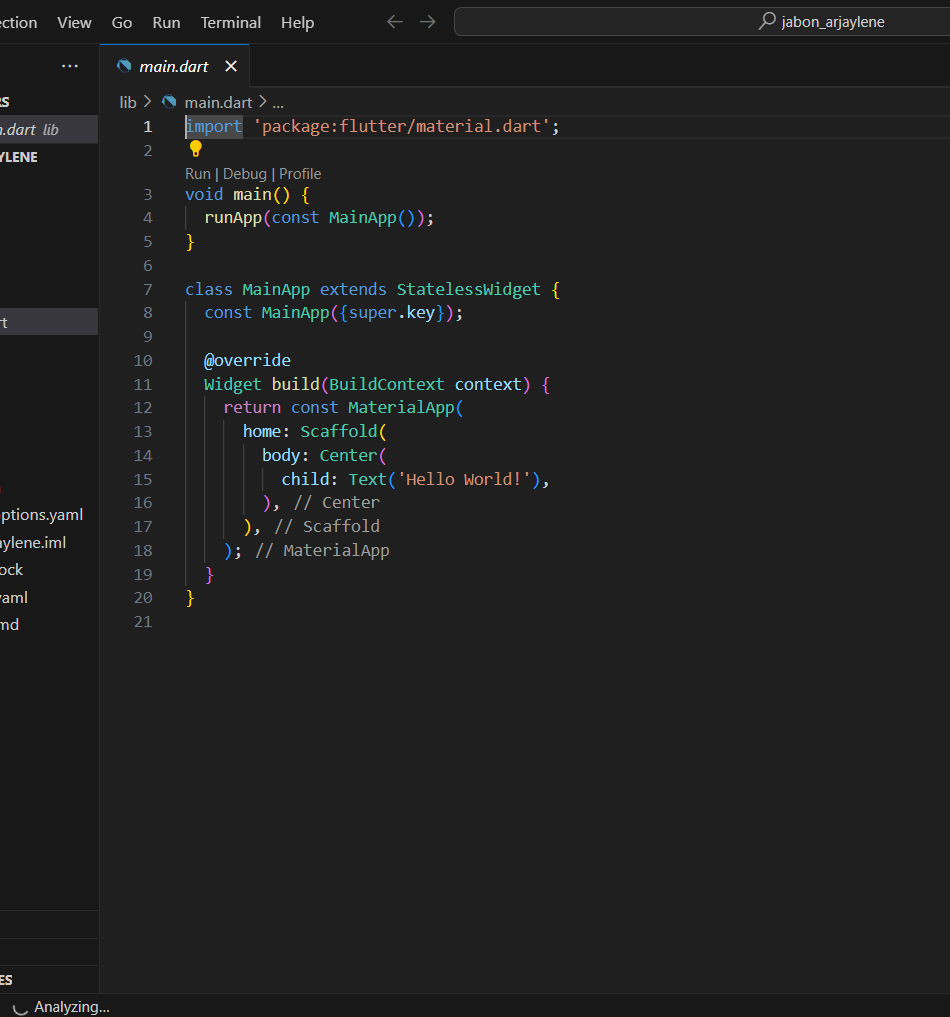 ection View Go Run Terminal Help jabon_arjaylene
main.dart
RS
n.dart lib
YLENE
rt
ptions.yaml
aylene.iml
ock
yaml
md
ES
lib > main.dart > ...
1 import 'package:flutter/material.dart';
2
Run | Debug | Profile
3 void main() {
4 runApp(const MainApp());
5 }
6
7 class MainApp extends StatelessWidget {
8 const MainApp({super.key});
9
10 @override
11 Widget build(BuildContext context) {
12 return const MaterialApp(
13 home: Scaffold(
14 body: Center(
15 child: Text('Hello World!'),
16 ), // Center
17 ), // Scaffold
18 ); // MaterialApp
19 }
20 }
21
Analyzing...